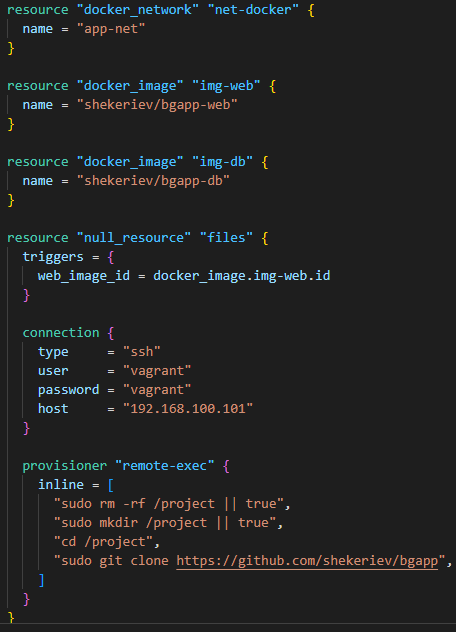 resource "docker_network" "net-docker" {
  name = "app-net"
}
resource "docker_image" "img-web" {
  name = "shekeriev/bgapp-web"
}
resource "docker_image" "img-db" {
  name = "shekeriev/bgapp-db"
}
resource "null_resource" "files" {
  triggers = {
    web_image_id = docker_image.img-web.id
  }
  connection {
    type     = "ssh"
    user     = "vagrant"
    password = "vagrant"
    host     = "192.168.100.101"
  }
  provisioner "remote-exec" {
    inline = [
      "sudo rm -rf /project || true",
      "sudo mkdir /project || true",
      "cd /project",
      "sudo git clone https://github.com/shekeriev/bgapp",
    ]
  }
}